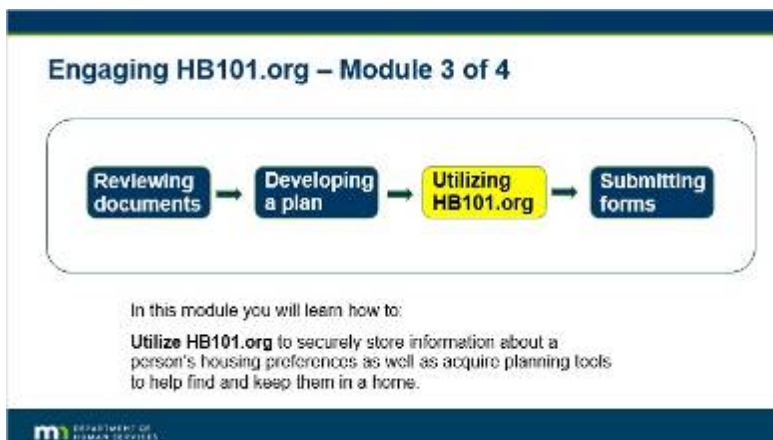 Engaging HB101.org – Module 3 of 4
Reviewing documents
Developing a plan
Utilizing HB101.org
Submitting forms
In this module you will learn how to:
Utilize HB101.org to securely store information about a
person's housing preferences as well as acquire planning tools
to help find and keep them in a home.
DEPARTMENT OF
HUMAN SERVICES